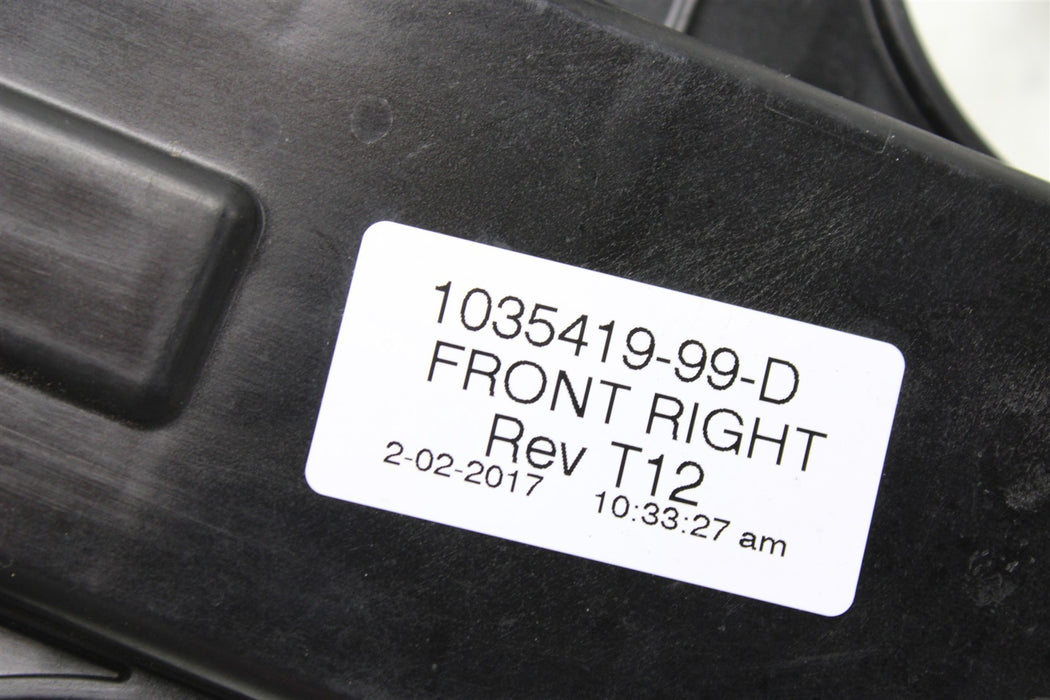 1035419-99-D
FRONT RIGHT
Rev T12
2-02-2017 10:33:27 am